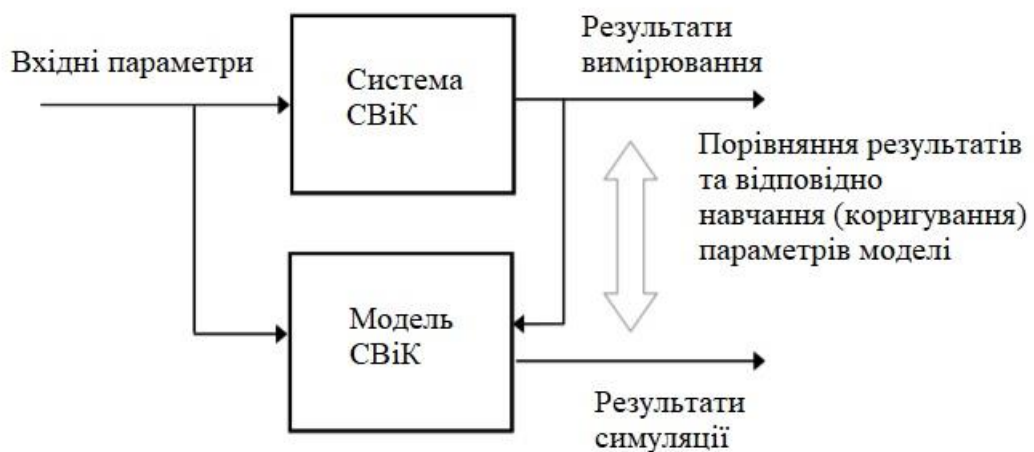 Вхідні параметри
Система
СВіК
Результати
вимірювання
Порівняння результатів
та відповідно
навчання (коригування)
параметрів моделі
Модель
СВіК
Результати
симуляції